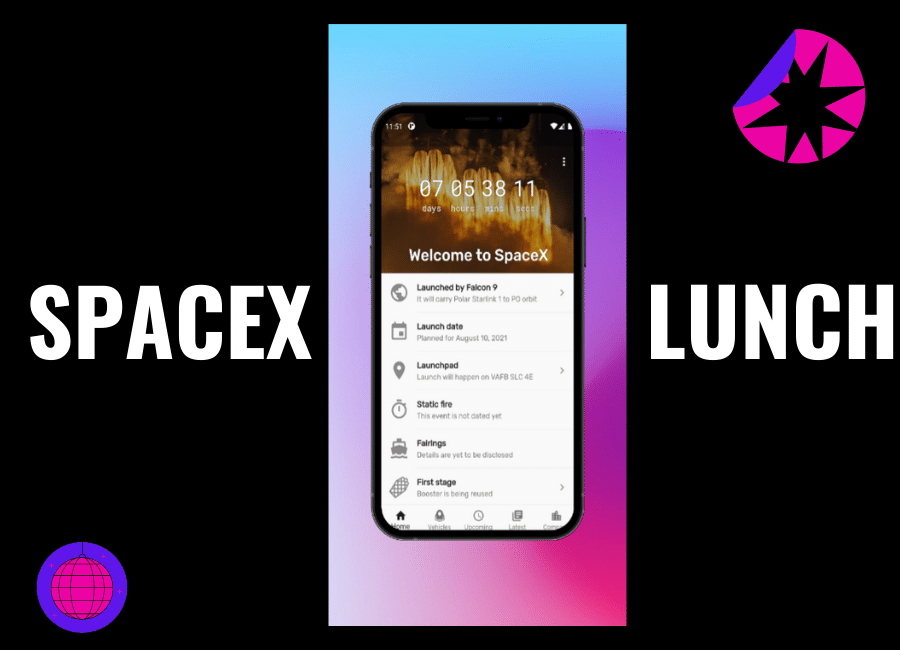 SPACEX
LUNCH
11:51
07 05 38 11
days hours mins secs
Welcome to SpaceX
Launched by Falcon 9
It will carry Polar Starlink 1 to PO orbit
Launch date
Planned for August 10, 2021
Launchpad
Launch will happen on VAFB SLC 4E
Static fire
This event is not dated yet
Fairings
Details are yet to be disclosed
First stage
Booster is being reused
Home Vehicles Upcoming Latest